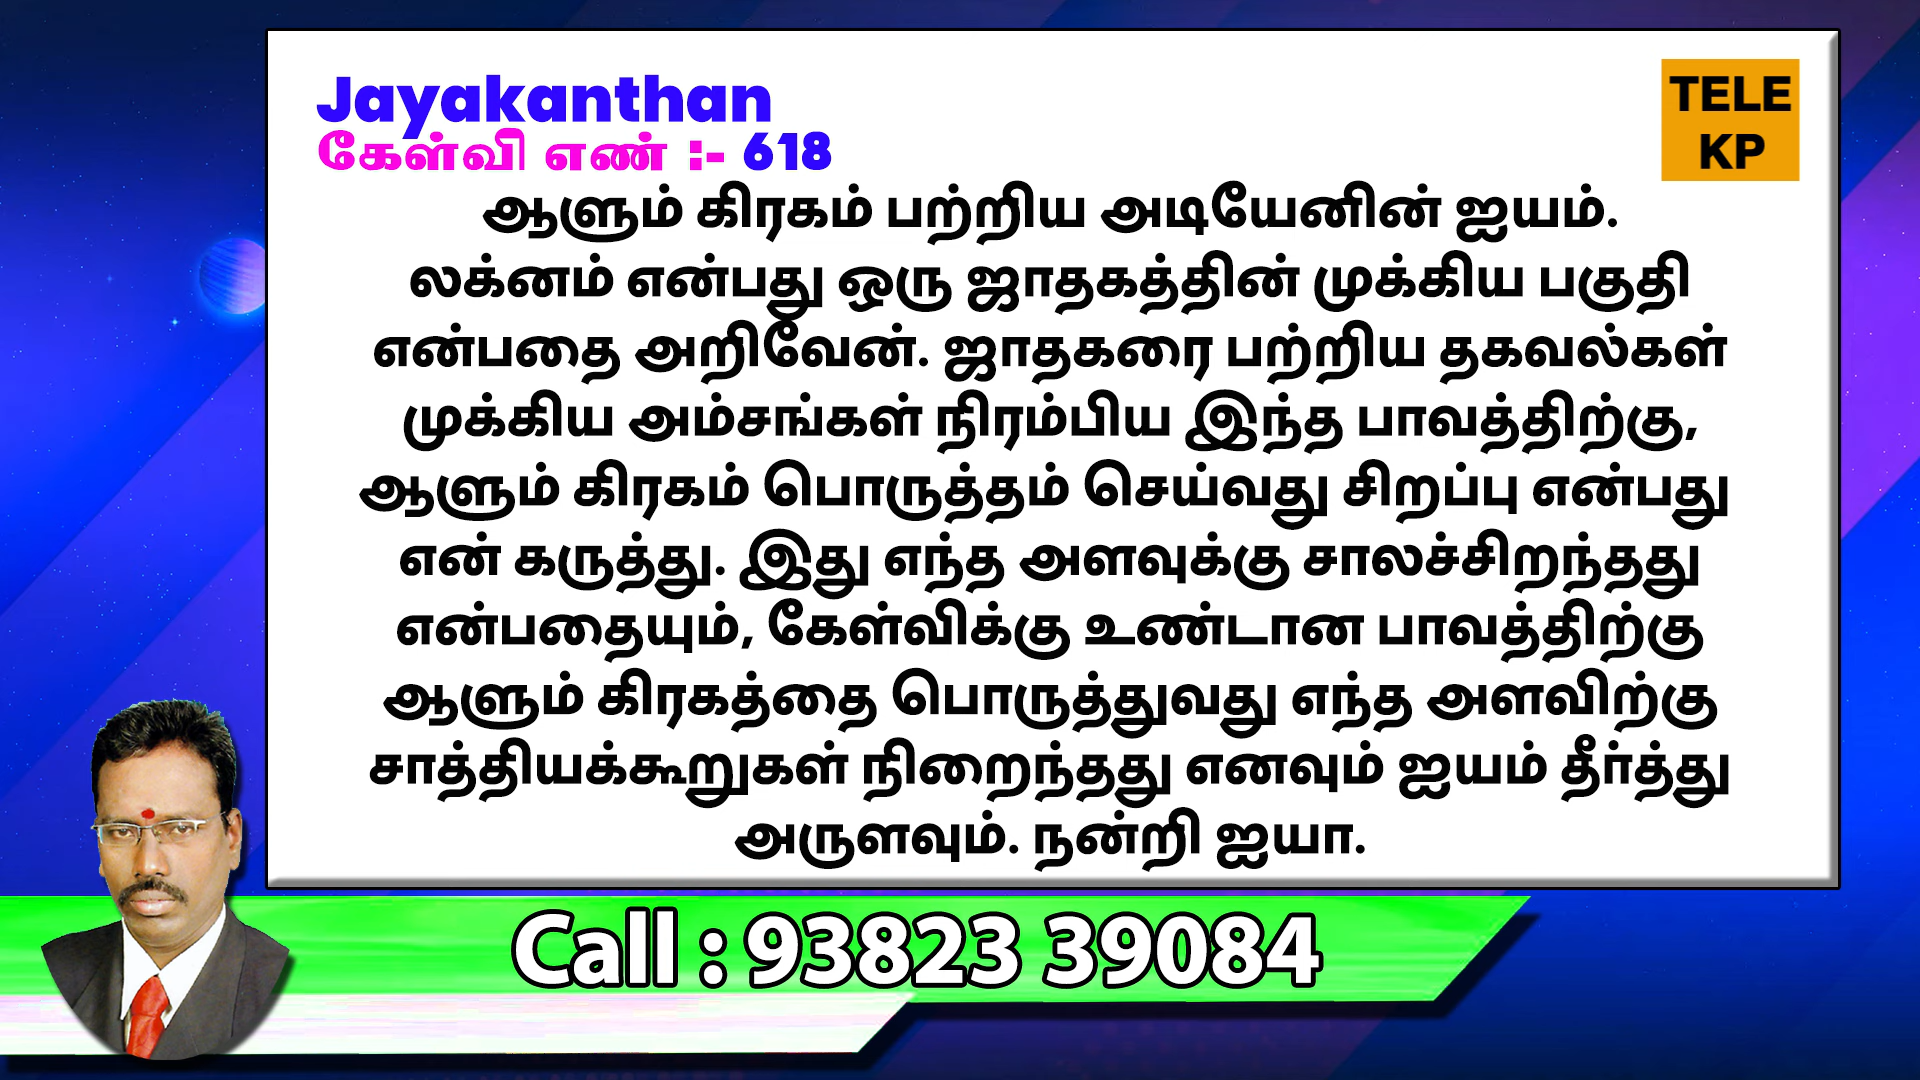 Jayakanthan
கேள்வி எண் :- 618
TELE
KP
ஆளும் கிரகம் பற்றிய அடியேனின் ஐயம்.
லக்னம் என்பது ஒரு ஜாதகத்தின் முக்கிய பகுதி
என்பதை அறிவேன். ஜாதகரை பற்றிய தகவல்கள்
முக்கிய அம்சங்கள் நிரம்பிய இந்த பாவத்திற்கு,
ஆளும் கிரகம் பொருத்தம் செய்வது சிறப்பு என்பது
என் கருத்து. இது எந்த அளவுக்கு சாலச்சிறந்தது
என்பதையும், கேள்விக்கு உண்டான பாவத்திற்கு
ஆளும் கிரகத்தை பொருத்துவது எந்த அளவிற்கு
சாத்தியக்கூறுகள் நிறைந்தது எனவும் ஐயம் தீர்த்து
அருளவும். நன்றி ஐயா.
Call : 93823 39084